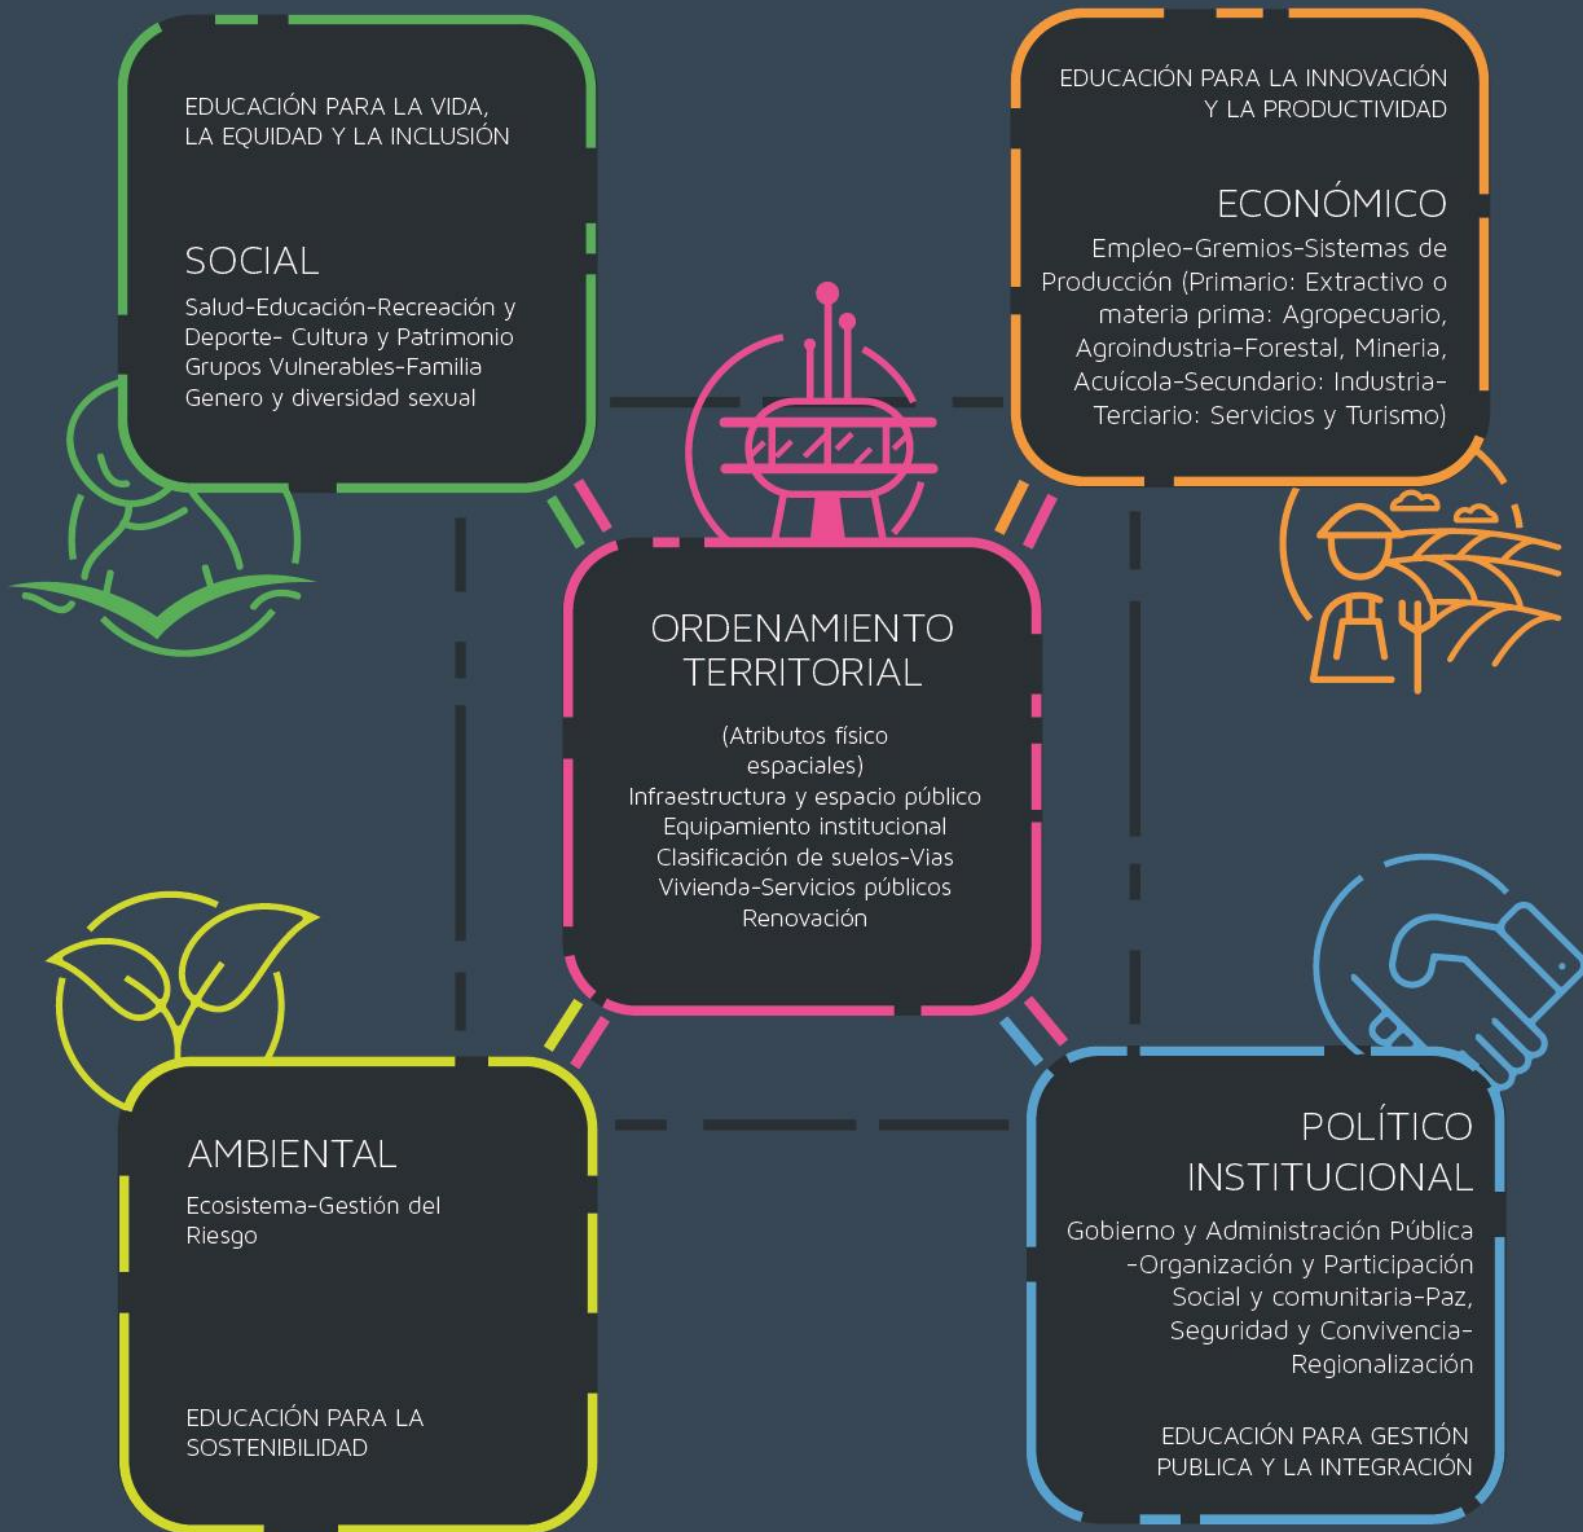 EDUCACIÓN PARA LA VIDA,
LA EQUIDAD Y LA INCLUSIÓN
SOCIAL
Salud-Educación-Recreación y
Deporte- Cultura y Patrimonio
Grupos Vulnerables-Familia
Genero y diversidad sexual
EDUCACIÓN PARA LA INNOVACIÓN
Y LA PRODUCTIVIDAD
ECONÓMICO
Empleo-Gremios-Sistemas de
Producción (Primario: Extractivo o
materia prima: Agropecuario,
Agroindustria-Forestal, Mineria,
Acuícola-Secundario: Industria-
Terciario: Servicios y Turismo)
ORDENAMIENTO
TERRITORIAL
(Atributos físico
espaciales)
Infraestructura y espacio público
Equipamiento institucional
Clasificación de suelos-Vias
Vivienda-Servicios públicos
Renovación
AMBIENTAL
Ecosistema-Gestión del
Riesgo
EDUCACIÓN PARA LA
SOSTENIBILIDAD
POLÍTICO
INSTITUCIONAL
Gobierno y Administración Pública
-Organización y Participación
Social y comunitaria-Paz,
Seguridad y Convivencia-
Regionalización
EDUCACIÓN PARA GESTIÓN
PUBLICA Y LA INTEGRACIÓN